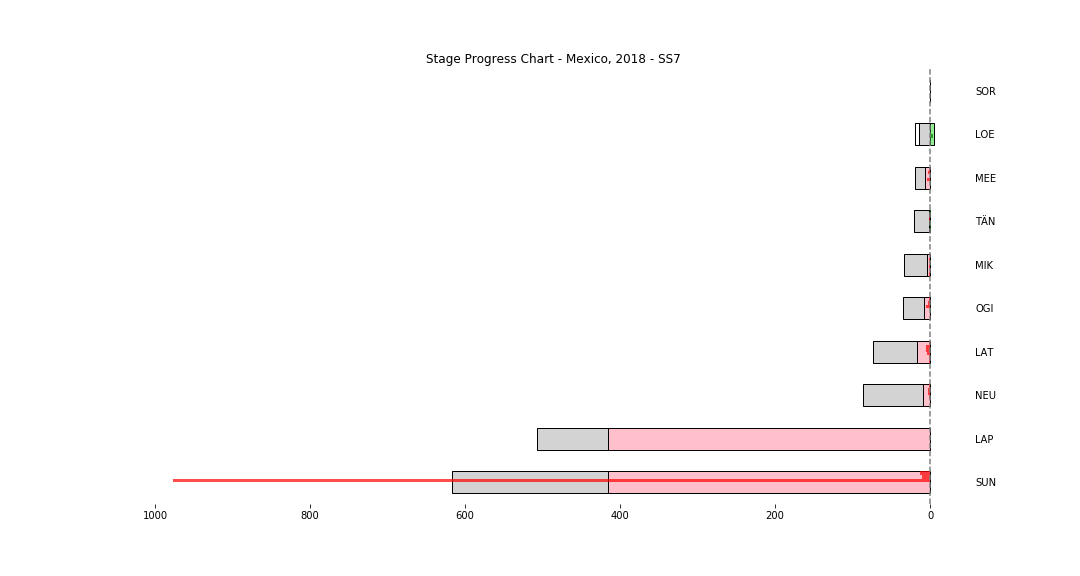 Stage Progress Chart - Mexico, 2018 - SS7
SOR
LOE
MEE
TÄN
MIK
OGI
LAT
NEU
LAP
SUN
1000 800 600 400 200 0